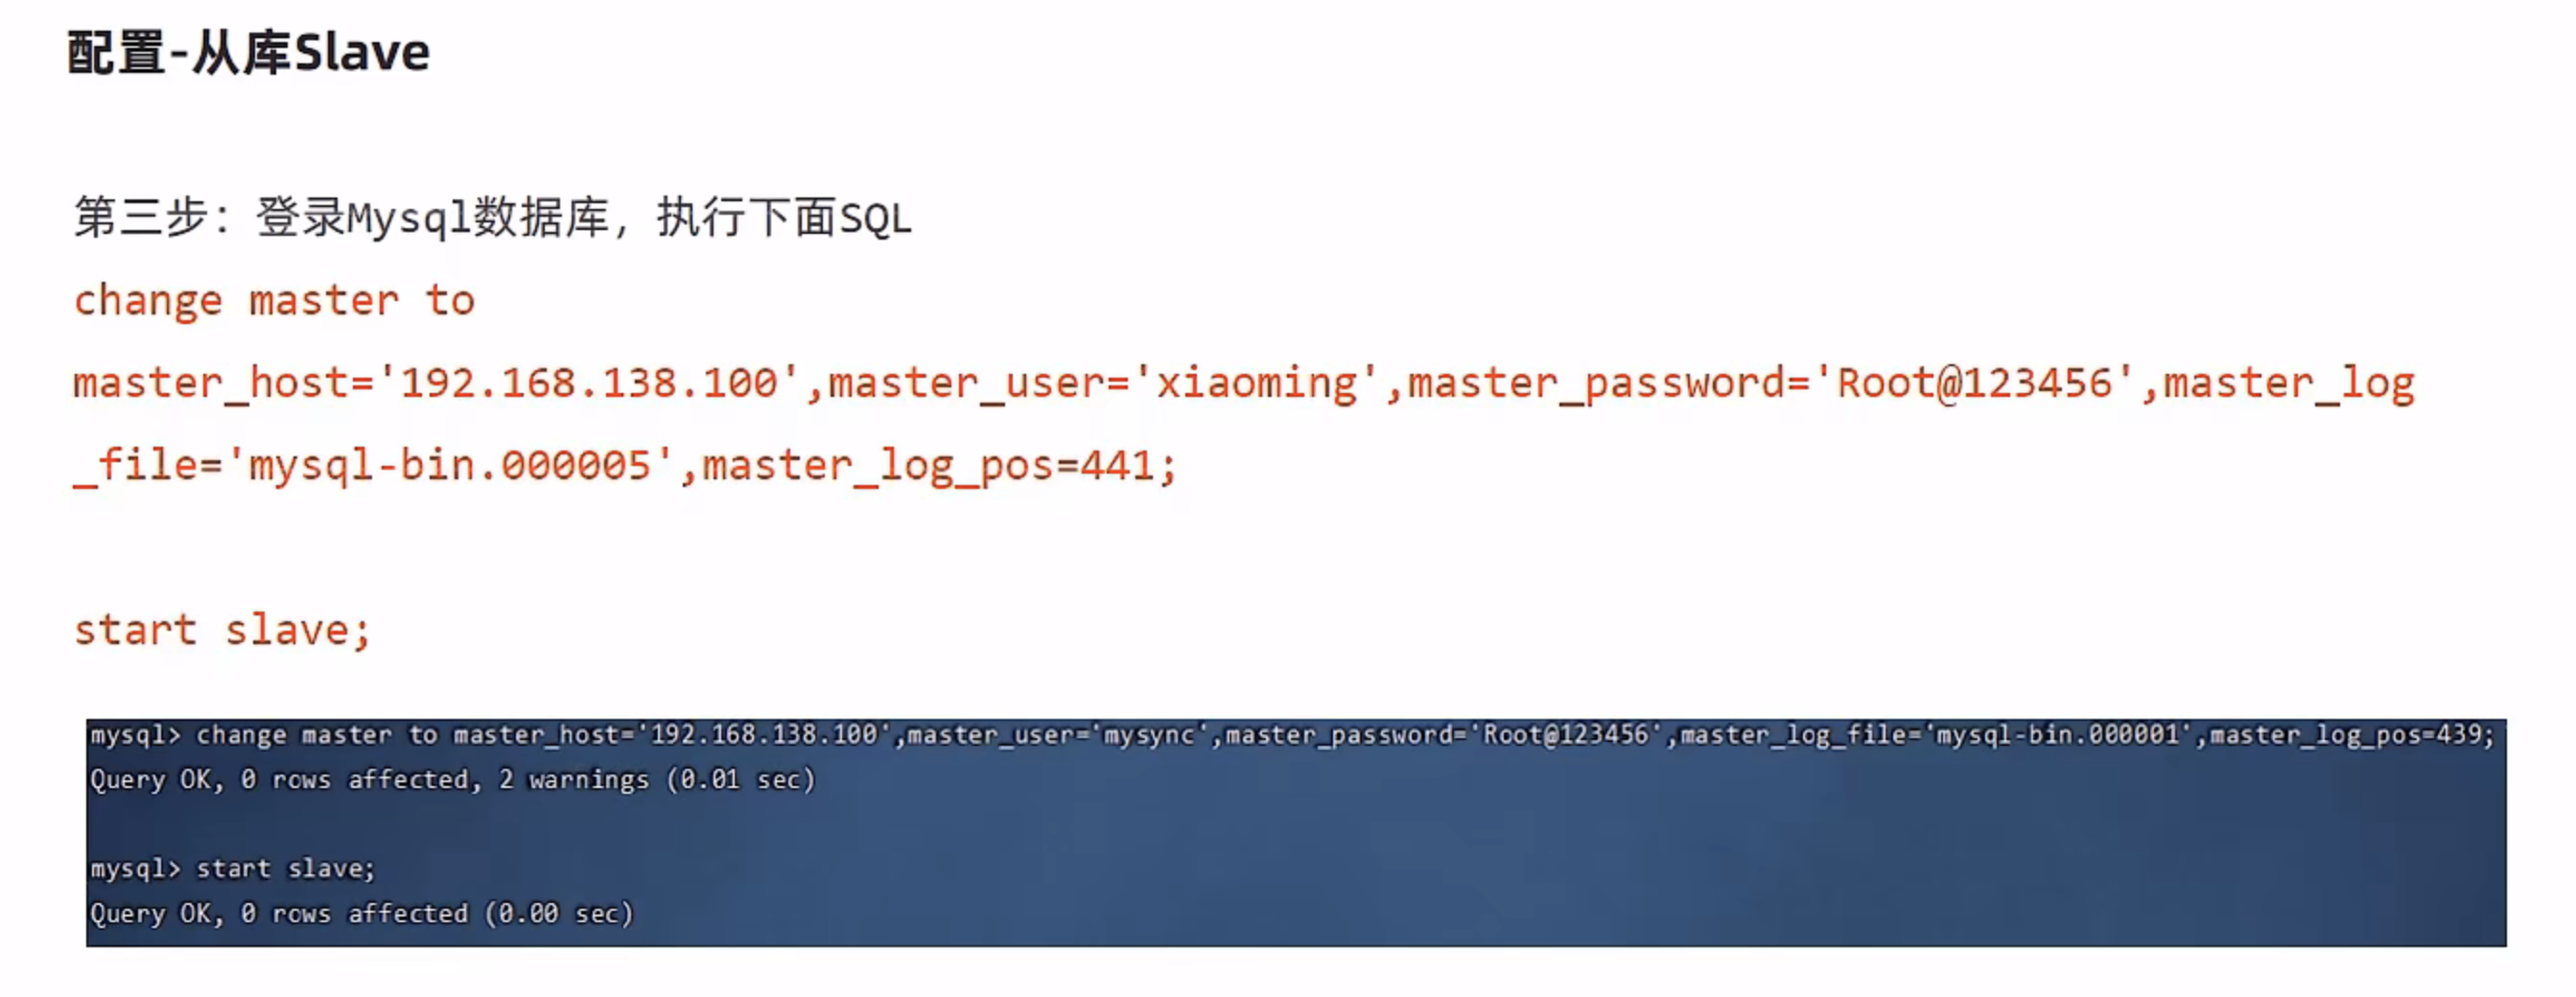 配置-从库Slave
第三步：登录Mysql数据库，执行下面SQL
change master to
master_host='192.168.138.100',master_user='xiaoming',master_password='Root@123456',master_log
_file='mysql-bin.000005',master_log_pos=441;
start slave;
mysql> change master to master_host='192.168.138.100',master_user='mysync',master_password='Root@123456',master_log_file='mysql-bin.000001',master_log_pos=439;
Query OK, 0 rows affected, 2 warnings (0.01 sec)
mysql> start slave;
Query OK, 0 rows affected (0.00 sec)